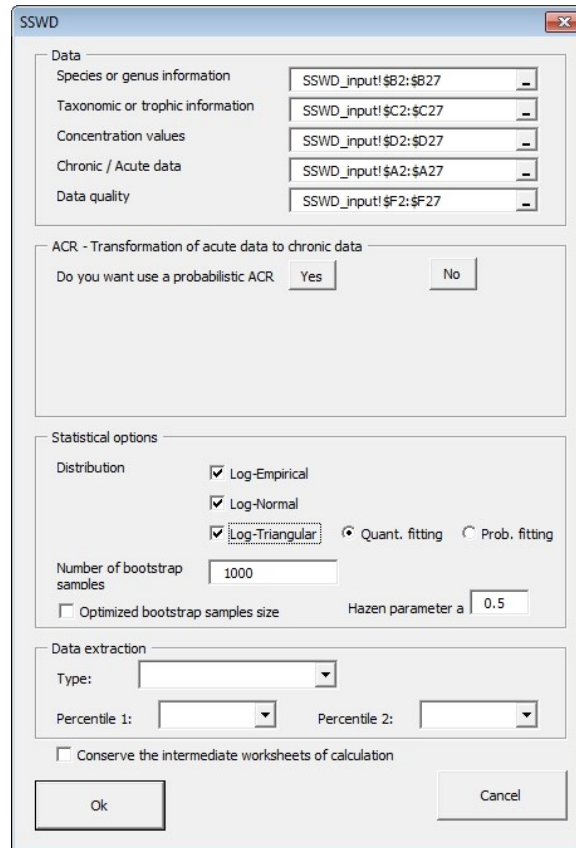 SSWD
Data
Species or genus information SSWD_input!$B2:$B27
Taxonomic or trophic information SSWD_input!$C2:$C27
Concentration values SSWD_input!$D2:$D27
Chronic / Acute data SSWD_input!$A2:$A27
Data quality SSWD_input!$F2:$F27
ACR - Transformation of acute data to chronic data
Do you want use a probabilistic ACR Yes No
Statistical options
Distribution Log-Empirical
Log-Normal
Log-Triangular Quant. fitting Prob. fitting
Number of bootstrap
samples 1000
Optimized bootstrap samples size Hazen parameter a 0.5
Data extraction
Type:
Percentile 1: Percentile 2:
Conserve the intermediate worksheets of calculation
Ok Cancel